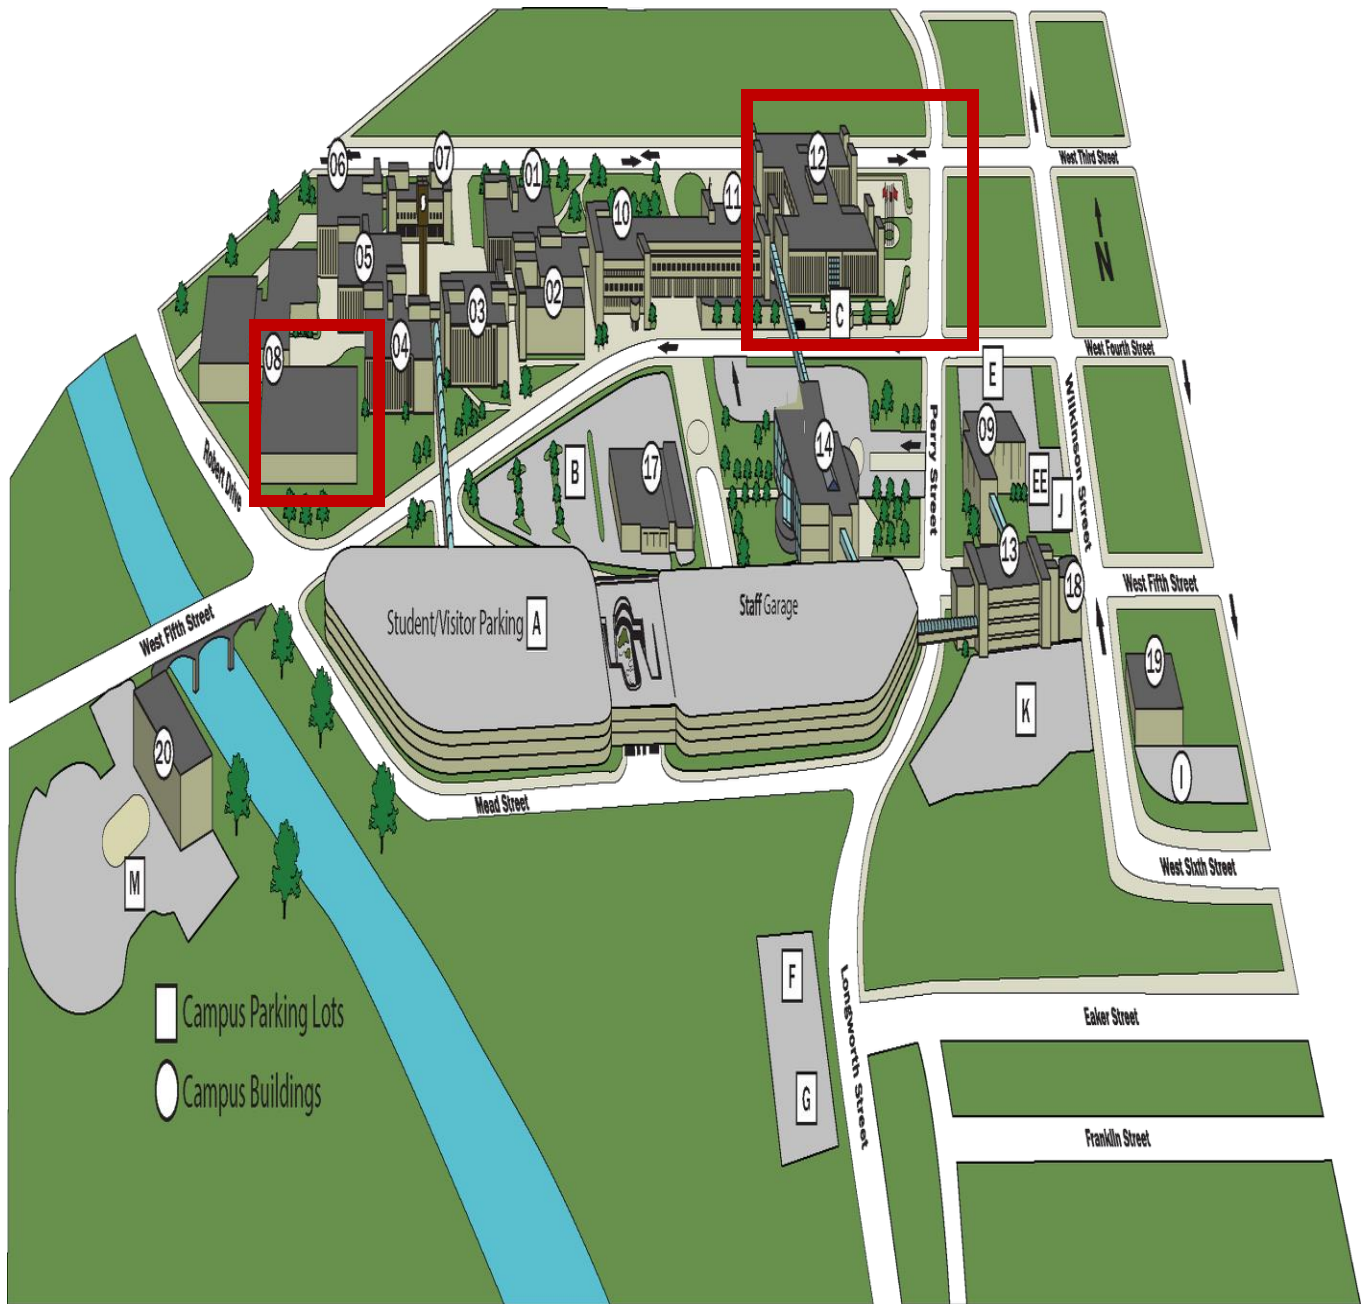 12
07
06
West Third Street
01
11
10
N
05
02
03
C
04
West Fourth Street
08
E
Wilkinson Street
Perry Street
09
14
17
B
EE
Robert Drive
J
13
West Fifth Street
18
Student/Visitor Parking A
Staff Garage
West Fifth Street
19
K
20
I
Mead Street
West Sixth Street
M
F
Longworth Street
Campus Parking Lots
Eaker Street
G
Campus Buildings
Franklin Street